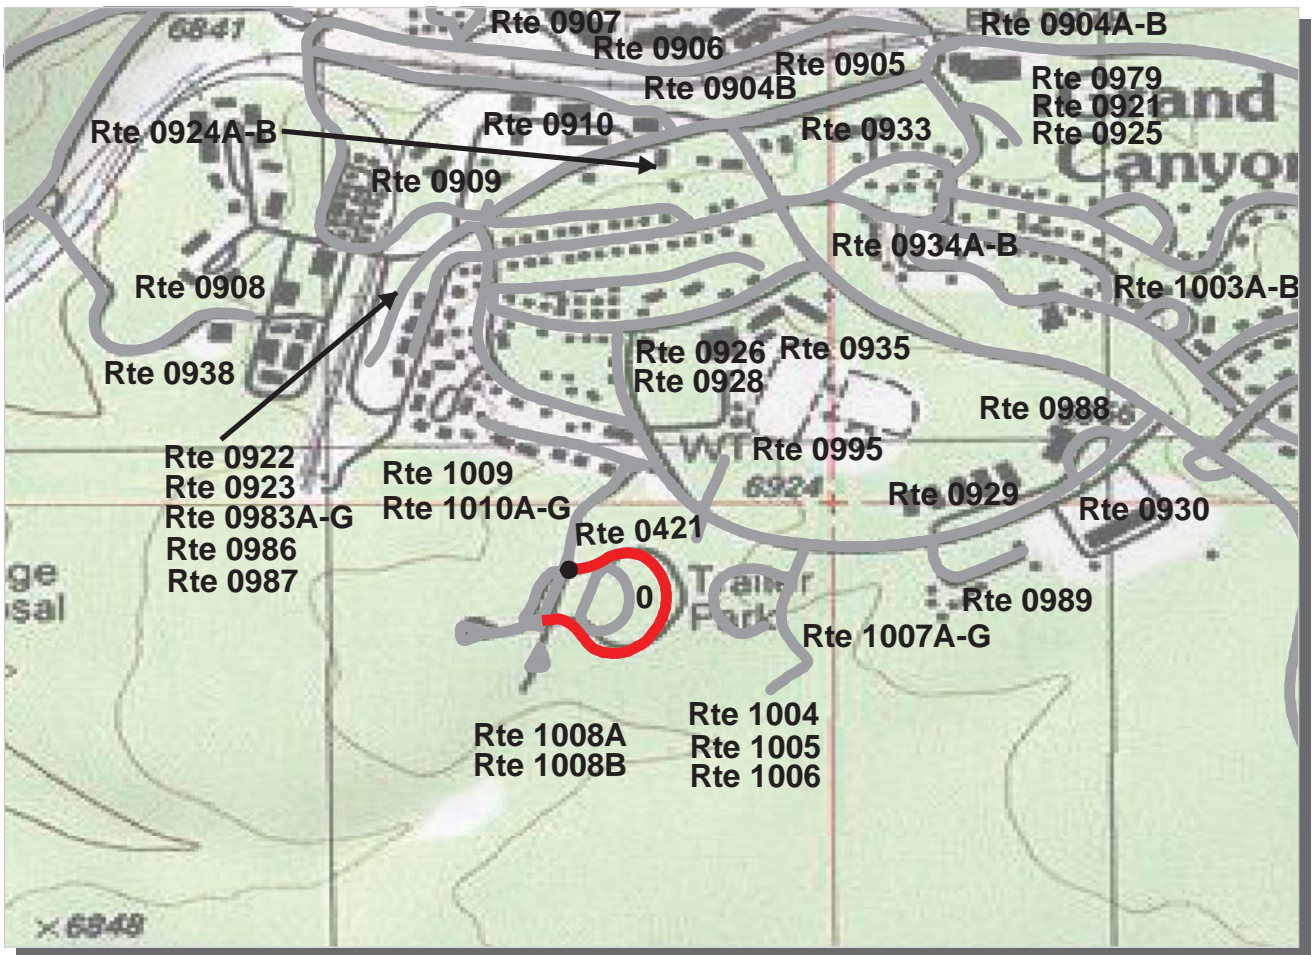 6841
Rte 0907
Rte 0904A-B
Rte 0906
Rte 0905
Rte 0904B
Rte 0979
Rte 0921
Rte 0925
Rte 0924A-B
Rte 0910
Rte 0933
Canyon
Rte 0909
Rte 0934A-B
Rte 0908
Rte 1003A-B
Rte 0938
Rte 0926
Rte 0928
Rte 0935
Rte 0988
WT
Rte 0995
6924
Rte 0922
Rte 0923
Rte 0983A-G
Rte 0986
Rte 0987
Rte 1009
Rte 1010A-G
Rte 0929
Rte 0930
Rte 0421
0
Trailer
Park
ge
sal
Rte 0989
Rte 1007A-G
Rte 1008A
Rte 1008B
Rte 1004
Rte 1005
Rte 1006
×6848